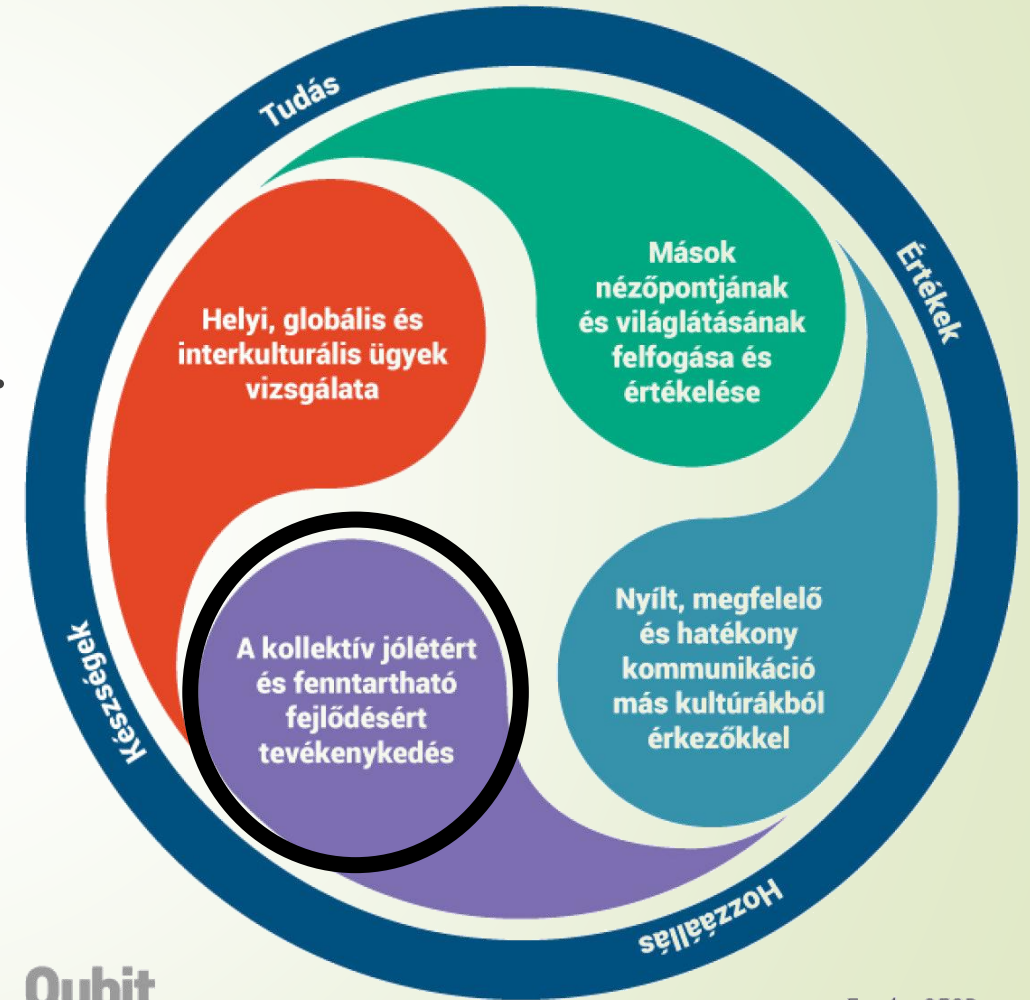 Tudás
Értékek
Mások
nézőpontjának
és világlátásának
felfogása és
értékelése
Helyi, globális és
interkulturális ügyek
vizsgálata
Nyílt, megfelelő
és hatékony
kommunikáció
más kultúrákból
érkezőkkel
A kollektív jólétért
és fenntartható
fejlődésért
tevékenykedés
Készségek
Hozzáállás
Qubit